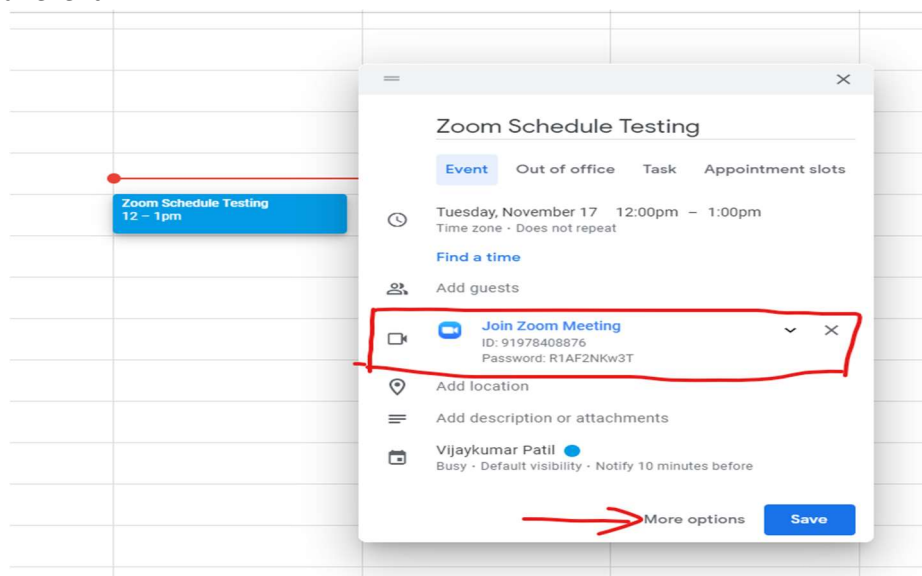 Zoom Schedule Testing
Event Out of office Task Appointment slots
Zoom Schedule Testing
12 – 1pm
Tuesday, November 17 12:00pm – 1:00pm
Time zone · Does not repeat
Find a time
Add guests
Join Zoom Meeting
ID: 91978408876
Password: R1AF2NKw3T
Add location
Add description or attachments
Vijaykumar Patil
Busy · Default visibility · Notify 10 minutes before
More options Save